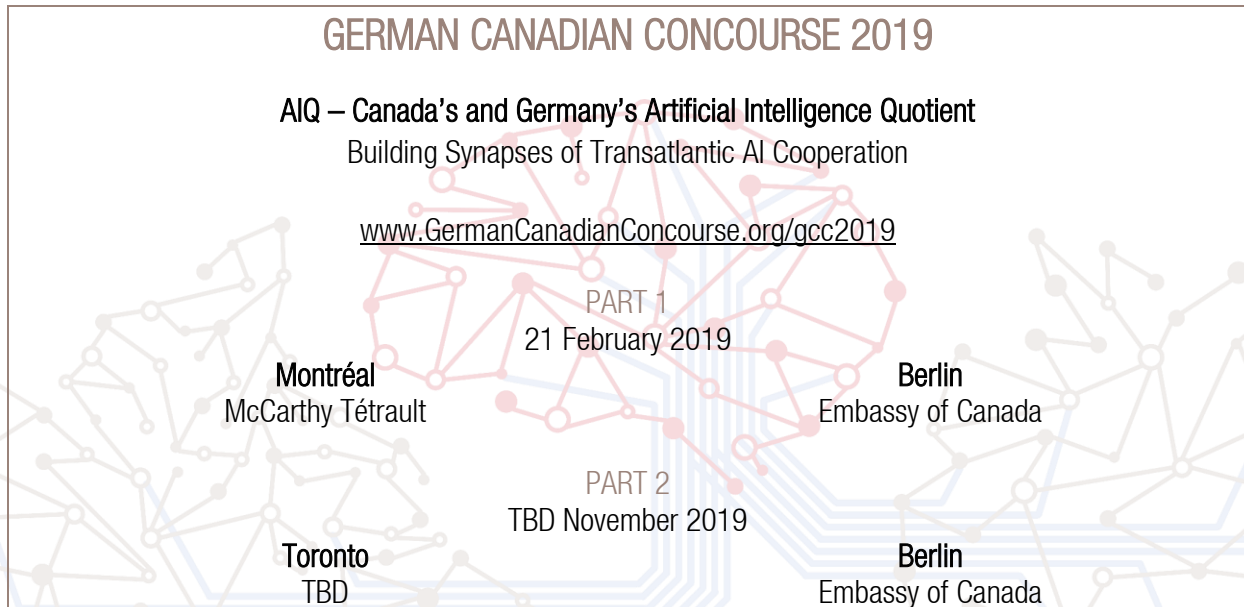 GERMAN CANADIAN CONCOURSE 2019
AIQ – Canada’s and Germany’s Artificial Intelligence Quotient
Building Synapses of Transatlantic AI Cooperation
www.GermanCanadianConcourse.org/gcc2019
PART 1
21 February 2019
Montréal Berlin
McCarthy Tétrault Embassy of Canada
PART 2
TBD November 2019
Toronto Berlin
TBD Embassy of Canada